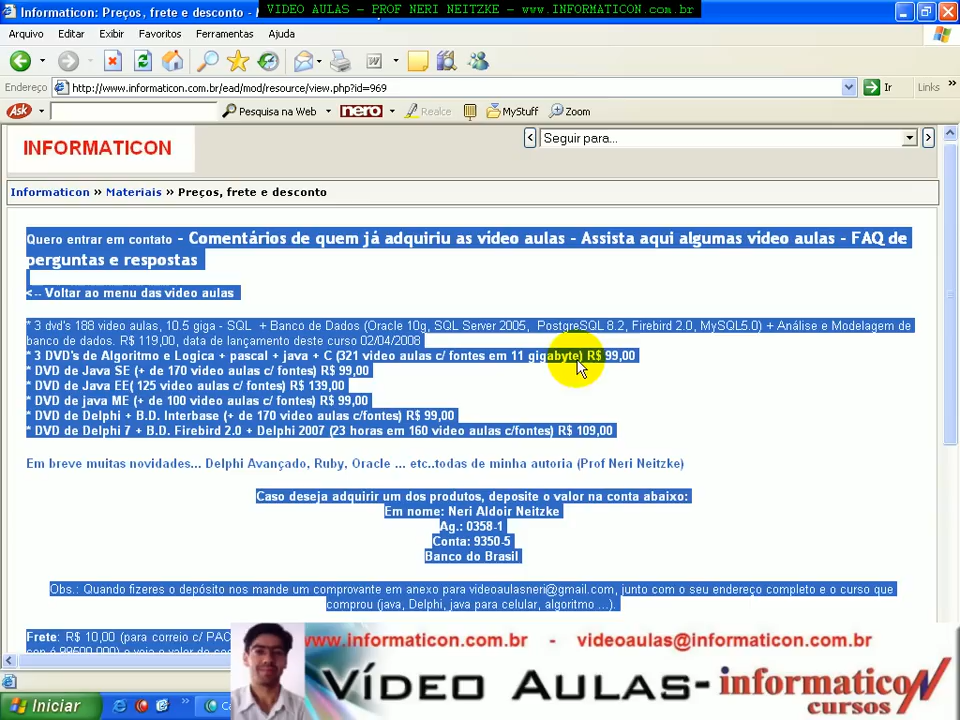 Informatıcon: Preços, frete e desconto - M
VIDEO AULAS - PROF NERI NEITZKE - www.INFORMATICON.com.br
Arquivo Editar Exibir Favoritos Ferramentas Ajuda
Endereço http://www.informaticon.com.br/ead/mod/resource/view.php?id=969 Ir Links »
Ask Pesquisa na Web nero Realce MyStuff Zoom
INFORMATICON
< Seguir para... >
Informaticon » Materiais » Preços, frete e desconto
Quero entrar em contato - Comentários de quem já adquiriu as vídeo aulas - Assista aqui algumas vídeo aulas - FAQ de
perguntas e respostas
<-- Voltar ao menu das video aulas
* 3 dvd's 188 video aulas, 10.5 giga - SQL + Banco de Dados (Oracle 10g, SQL Server 2005, PostgreSQL 8.2, Firebird 2.0, MySQL5.0) + Análise e Modelagem de
banco de dados. R$ 119,00, data de lançamento deste curso 02/04/2008
* 3 DVD's de Algoritmo e Logica + pascal + java + C (321 video aulas c/ fontes em 11 gigabyte) R$ 99,00
* DVD de Java SE (+ de 170 video aulas c/ fontes) R$ 99,00
* DVD de Java EE( 125 video aulas c/fontes) R$ 139,00
* DVD de java ME (+ de 100 video aulas c/ fontes) R$ 99,00
* DVD de Delphi + B.D. Interbase (+ de 170 video aulas c/fontes) R$ 99,00
* DVD de Delphi 7 + B.D. Firebird 2.0 + Delphi 2007 (23 horas em 160 video aulas c/fontes) R$ 109,00
Em breve muitas novidades... Delphi Avançado, Ruby, Oracle ... etc..todas de minha autoria (Prof Neri Neitzke)
Caso deseja adquirir um dos produtos, deposite o valor na conta abaixo:
Em nome: Neri Aldoir Neitzke
Ag.: 0358-1
Conta: 9350-5
Banco do Brasil
Obs.: Quando fizeres o depósito nos mande um comprovante em anexo para videoaulasneri@gmail.com, junto com o seu endereço completo e o curso que
comprou (java, Delphi, java para celular, algoritmo ...).
Frete: R$ 10,00 (para correio c/ PAC
www.informaticon.com.br - videoaulas@informaticon.com.br
Vídeo Aulas- informaticon
cursos
Iniciar